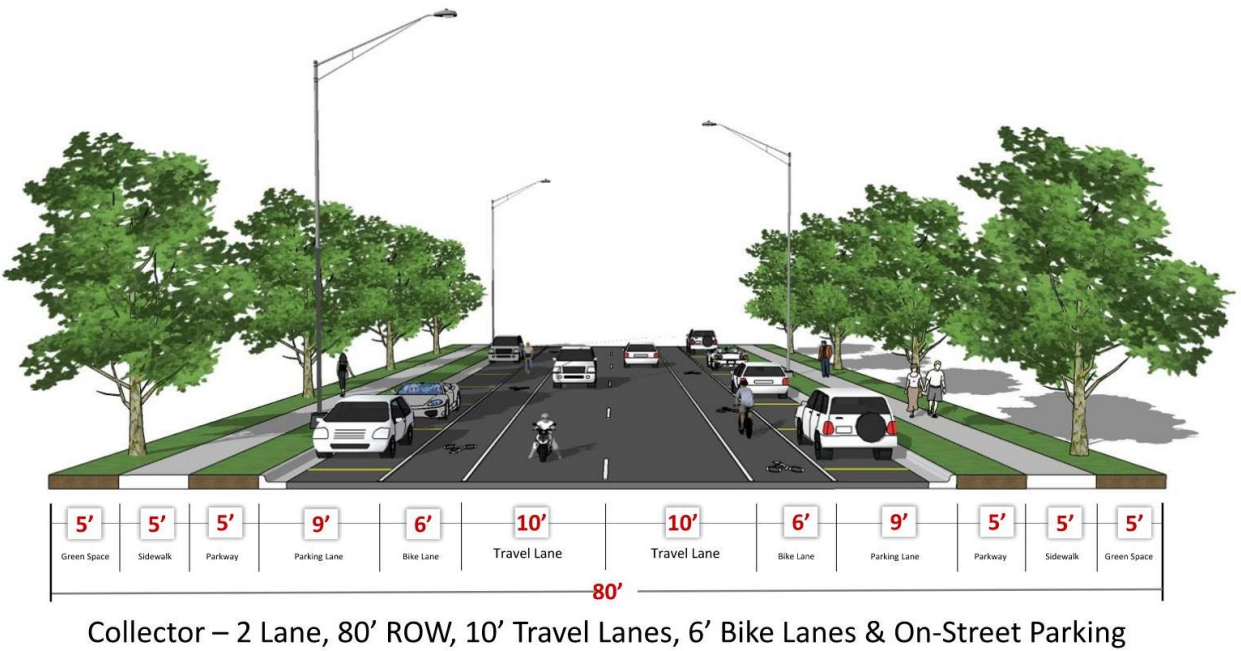 5’ 5’ 5’ 9’ 6’ 10’ 10’ 6’ 9’ 5’ 5’ 5’
Green Space Sidewalk Parkway Parking Lane Bike Lane Travel Lane Travel Lane Bike Lane Parking Lane Parkway Sidewalk Green Space
80’
Collector – 2 Lane, 80’ ROW, 10’ Travel Lanes, 6’ Bike Lanes & On-Street Parking